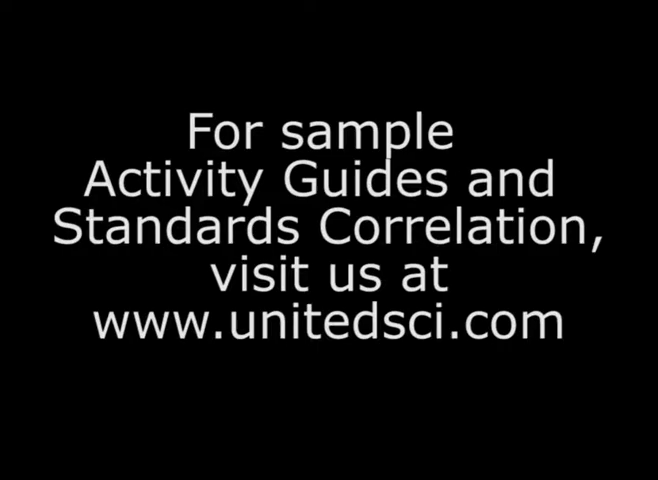 For sample
Activity Guides and
Standards Correlation,
visit us at
www.unitedsci.com